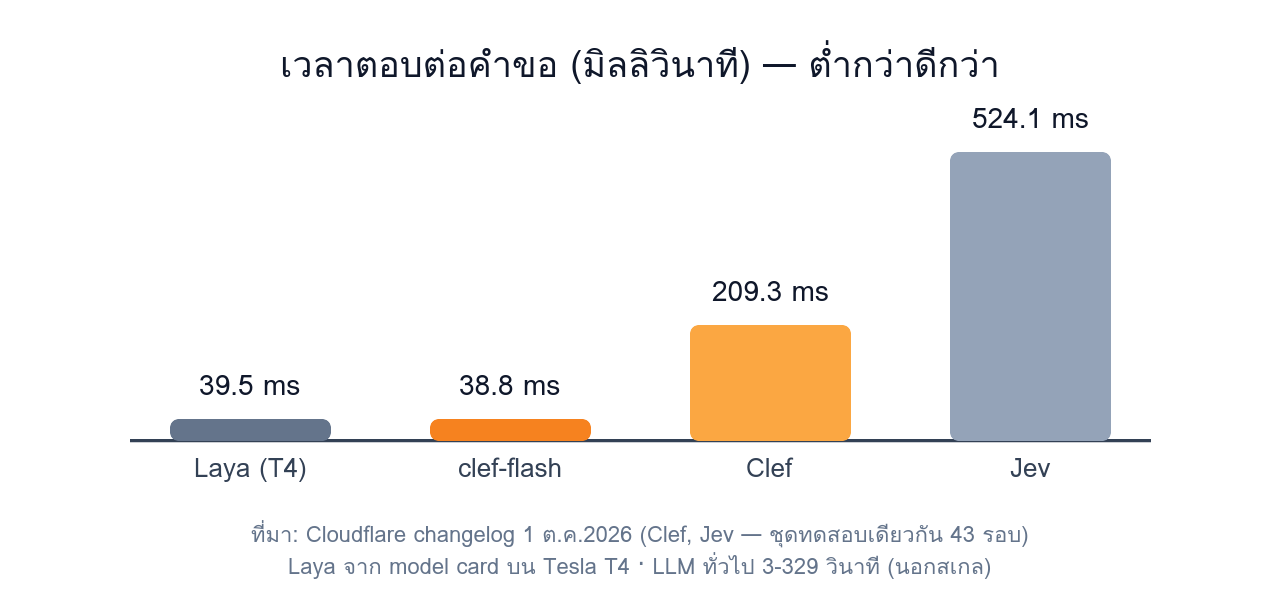 เวลาตอบต่อคำขอ (มิลลิวินาที) — ต่ำกว่าดีกว่า
524.1 ms
209.3 ms
39.5 ms 38.8 ms
Laya (T4) clef-flash Clef Jev
ที่มา: Cloudflare changelog 1 ต.ค.2026 (Clef, Jev — ชุดทดสอบเดียวกัน 43 รอบ)
Laya จาก model card บน Tesla T4 · LLM ทั่วไป 3-329 วินาที (นอกสเกล)